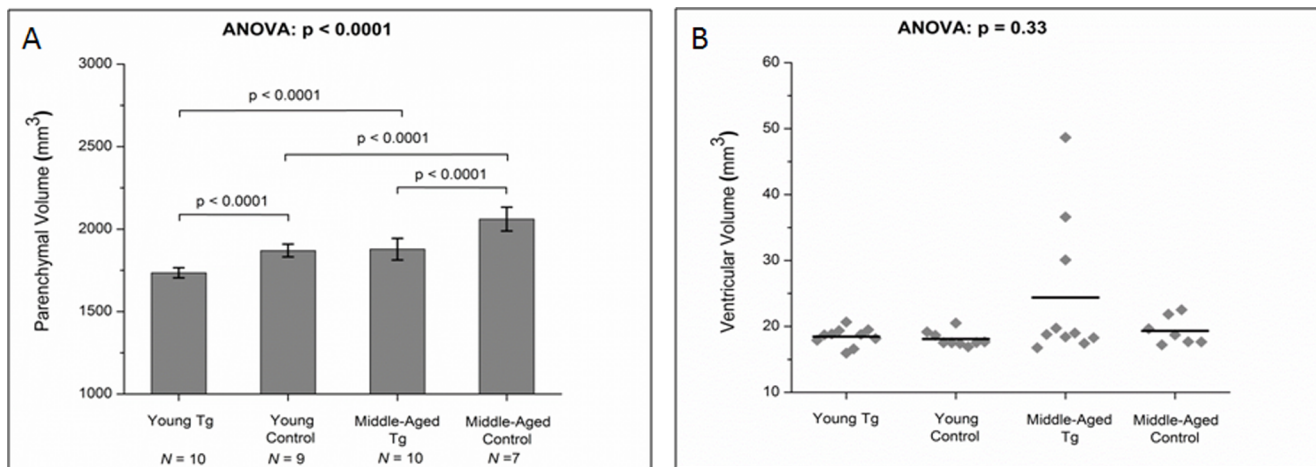 A
ANOVA: p < 0.0001
3000
2500
2000
1500
1000
Parenchymal Volume (mm³)
p < 0.0001
p < 0.0001
p < 0.0001
p < 0.0001
Young Tg
Young
Control
Middle-Aged
Tg
Middle-Aged
Control
N = 10
N = 9
N = 10
N =7
B
ANOVA: p = 0.33
60
50
40
30
20
10
Ventricular Volume (mm³)
Young Tg
Young
Control
Middle-Aged
Tg
Middle-Aged
Control